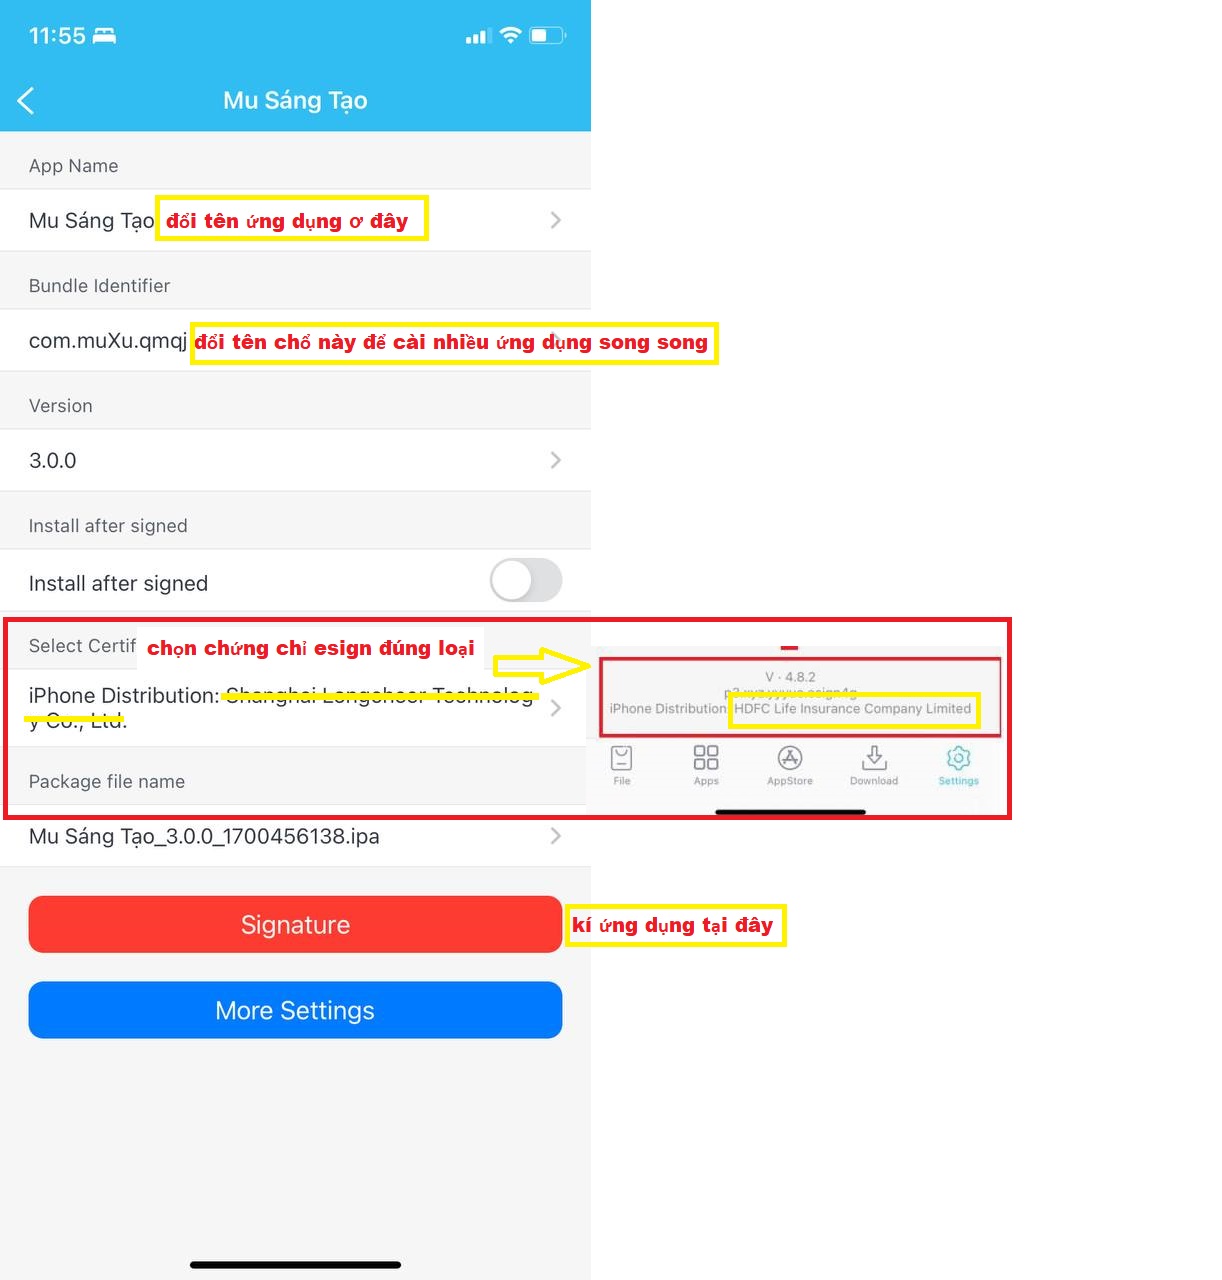 11:55
Mu Sáng Tạo
App Name
Mu Sáng Tạo
đổi tên ứng dụng ơ đây
Bundle Identifier
com.muXu.qmqj
đổi tên chổ này để cài nhiều ứng dụng song song
Version
3.0.0
Install after signed
Install after signed
Select Certif
chọn chứng chỉ esign đúng loại
iPhone Distribution: Shanghai Longcheer Technolog
y Co., Ltd.
V · 4.8.2
iPhone Distribution: HDFC Life Insurance Company Limited
File
Apps
AppStore
Download
Settings
Package file name
Mu Sáng Tạo_3.0.0_1700456138.ipa
Signature
kí ứng dụng tại đây
More Settings